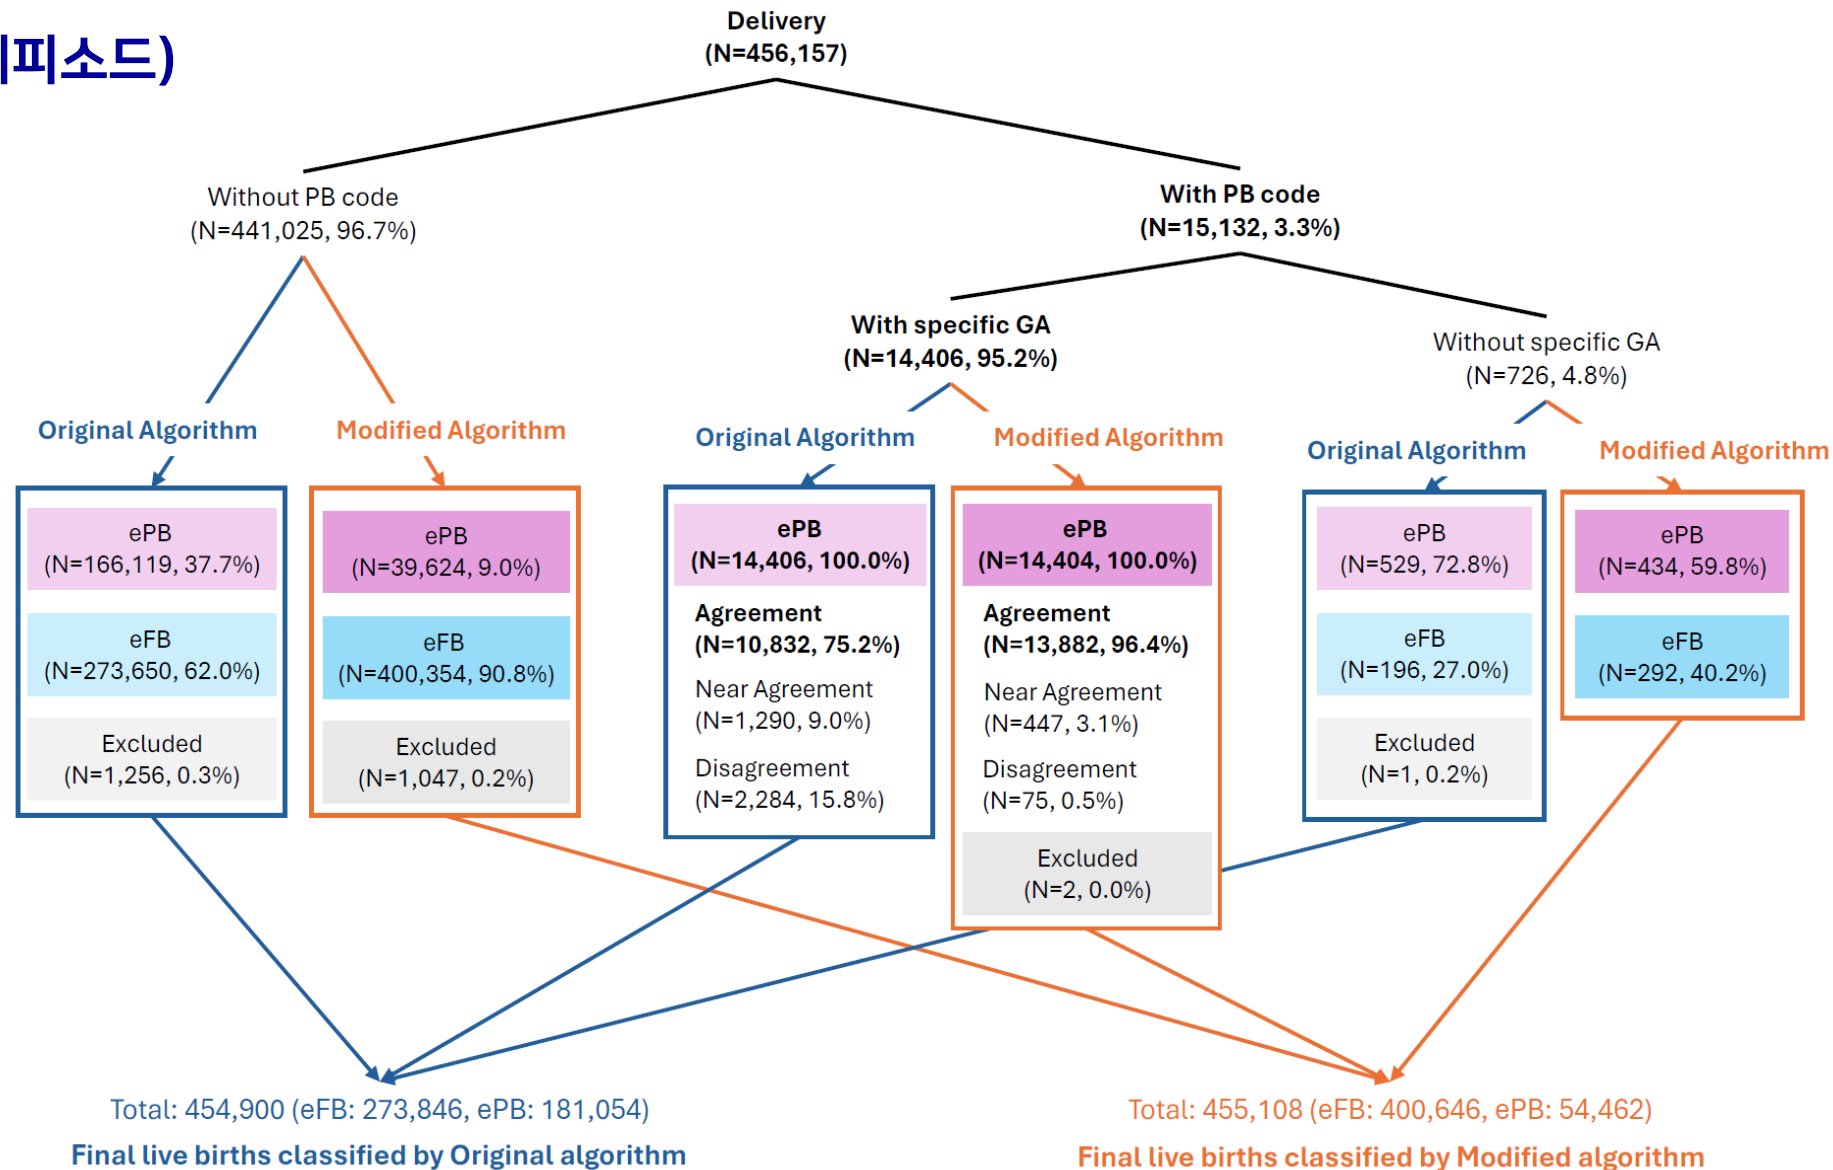 피소드)
Delivery
(N=456,157)
Without PB code
(N=441,025, 96.7%)
With PB code
(N=15,132, 3.3%)
With specific GA
(N=14,406, 95.2%)
Without specific GA
(N=726, 4.8%)
Original Algorithm
Modified Algorithm
ePB
(N=166,119, 37.7%)
eFB
(N=273,650, 62.0%)
Excluded
(N=1,256, 0.3%)
ePB
(N=39,624, 9.0%)
eFB
(N=400,354, 90.8%)
Excluded
(N=1,047, 0.2%)
Original Algorithm
Modified Algorithm
ePB
(N=14,406, 100.0%)
Agreement
(N=10,832, 75.2%)
Near Agreement
(N=1,290, 9.0%)
Disagreement
(N=2,284, 15.8%)
ePB
(N=14,404, 100.0%)
Agreement
(N=13,882, 96.4%)
Near Agreement
(N=447, 3.1%)
Disagreement
(N=75, 0.5%)
Excluded
(N=2, 0.0%)
Original Algorithm
Modified Algorithm
ePB
(N=529, 72.8%)
eFB
(N=196, 27.0%)
Excluded
(N=1, 0.2%)
ePB
(N=434, 59.8%)
eFB
(N=292, 40.2%)
Total: 454,900 (eFB: 273,846, ePB: 181,054)
Final live births classified by Original algorithm
Total: 455,108 (eFB: 400,646, ePB: 54,462)
Final live births classified by Modified algorithm